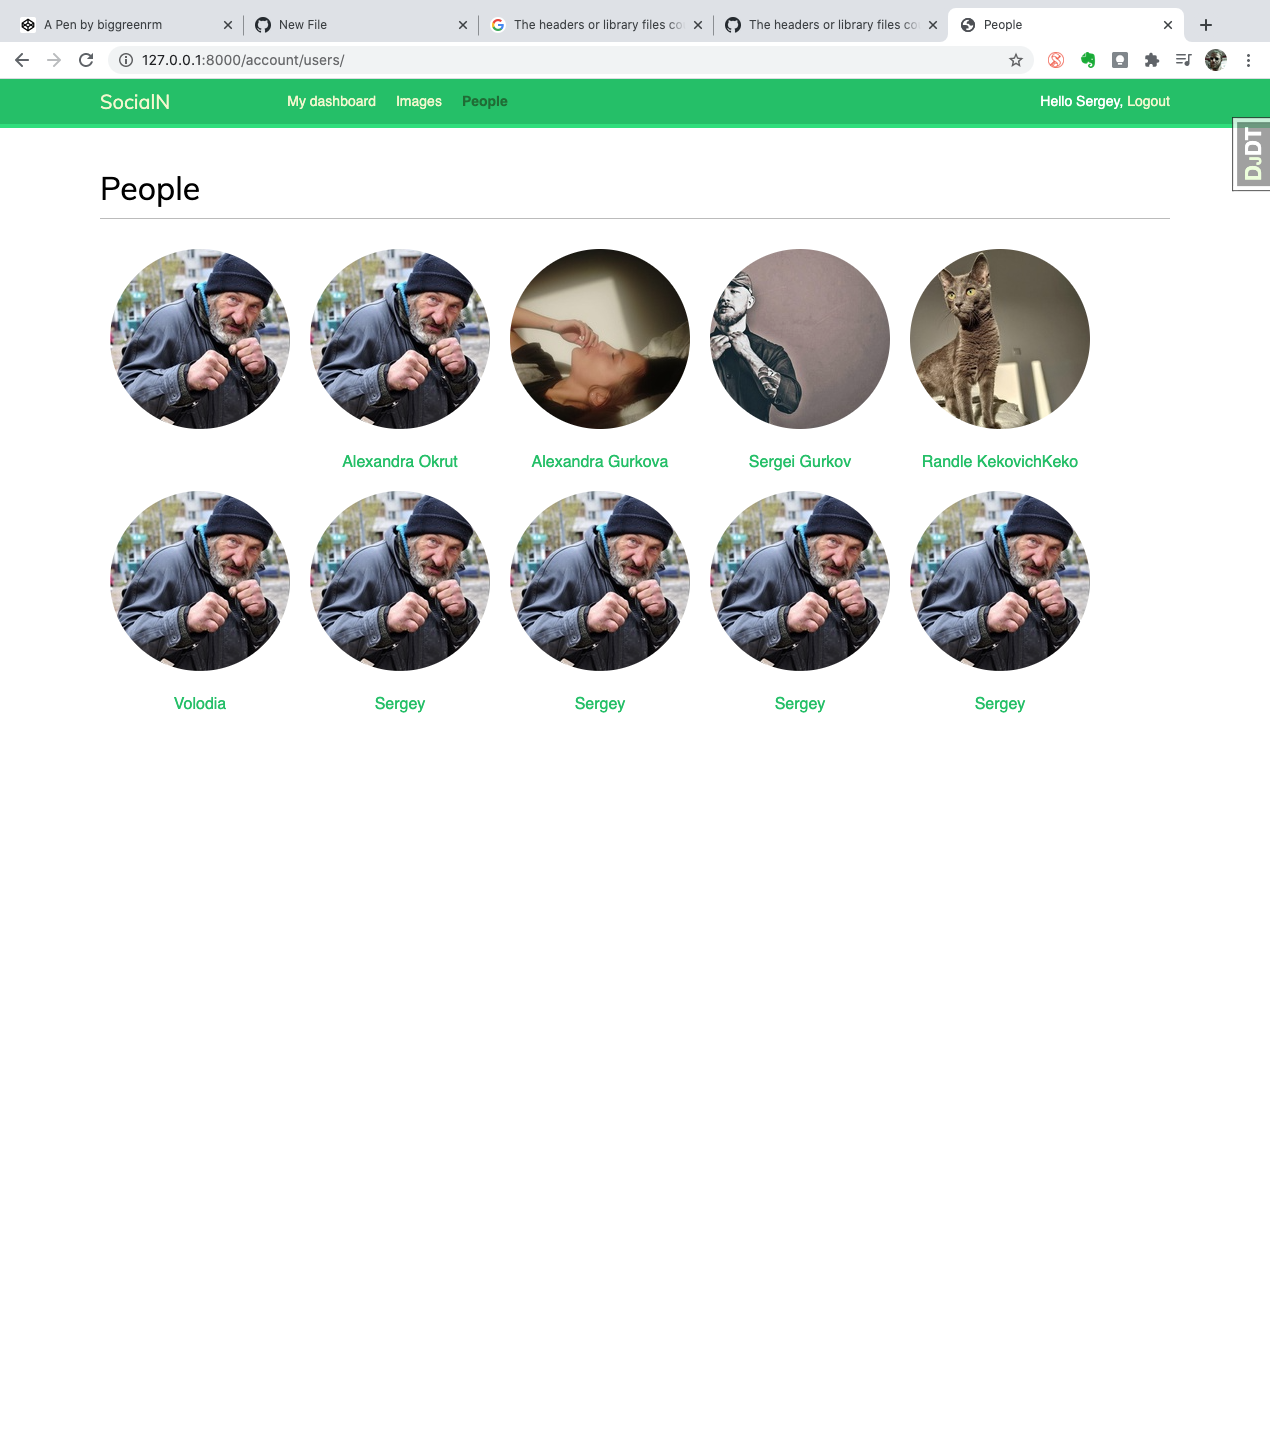 A Pen by biggreenrm
New File
The headers or library files co
The headers or library files co
People
127.0.0.1:8000/account/users/
SocialN
My dashboard
Images
People
Hello Sergey, Logout
DjDT
People
Alexandra Okrut
Alexandra Gurkova
Sergei Gurkov
Randle KekovichKeko
Volodia
Sergey
Sergey
Sergey
Sergey